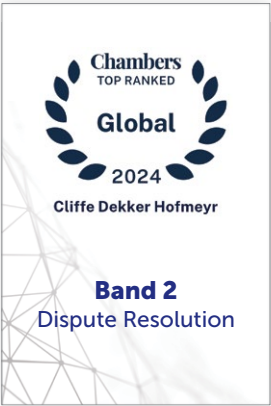 Chambers
TOP RANKED
Global
2024
Cliffe Dekker Hofmeyr
Band 2
Dispute Resolution